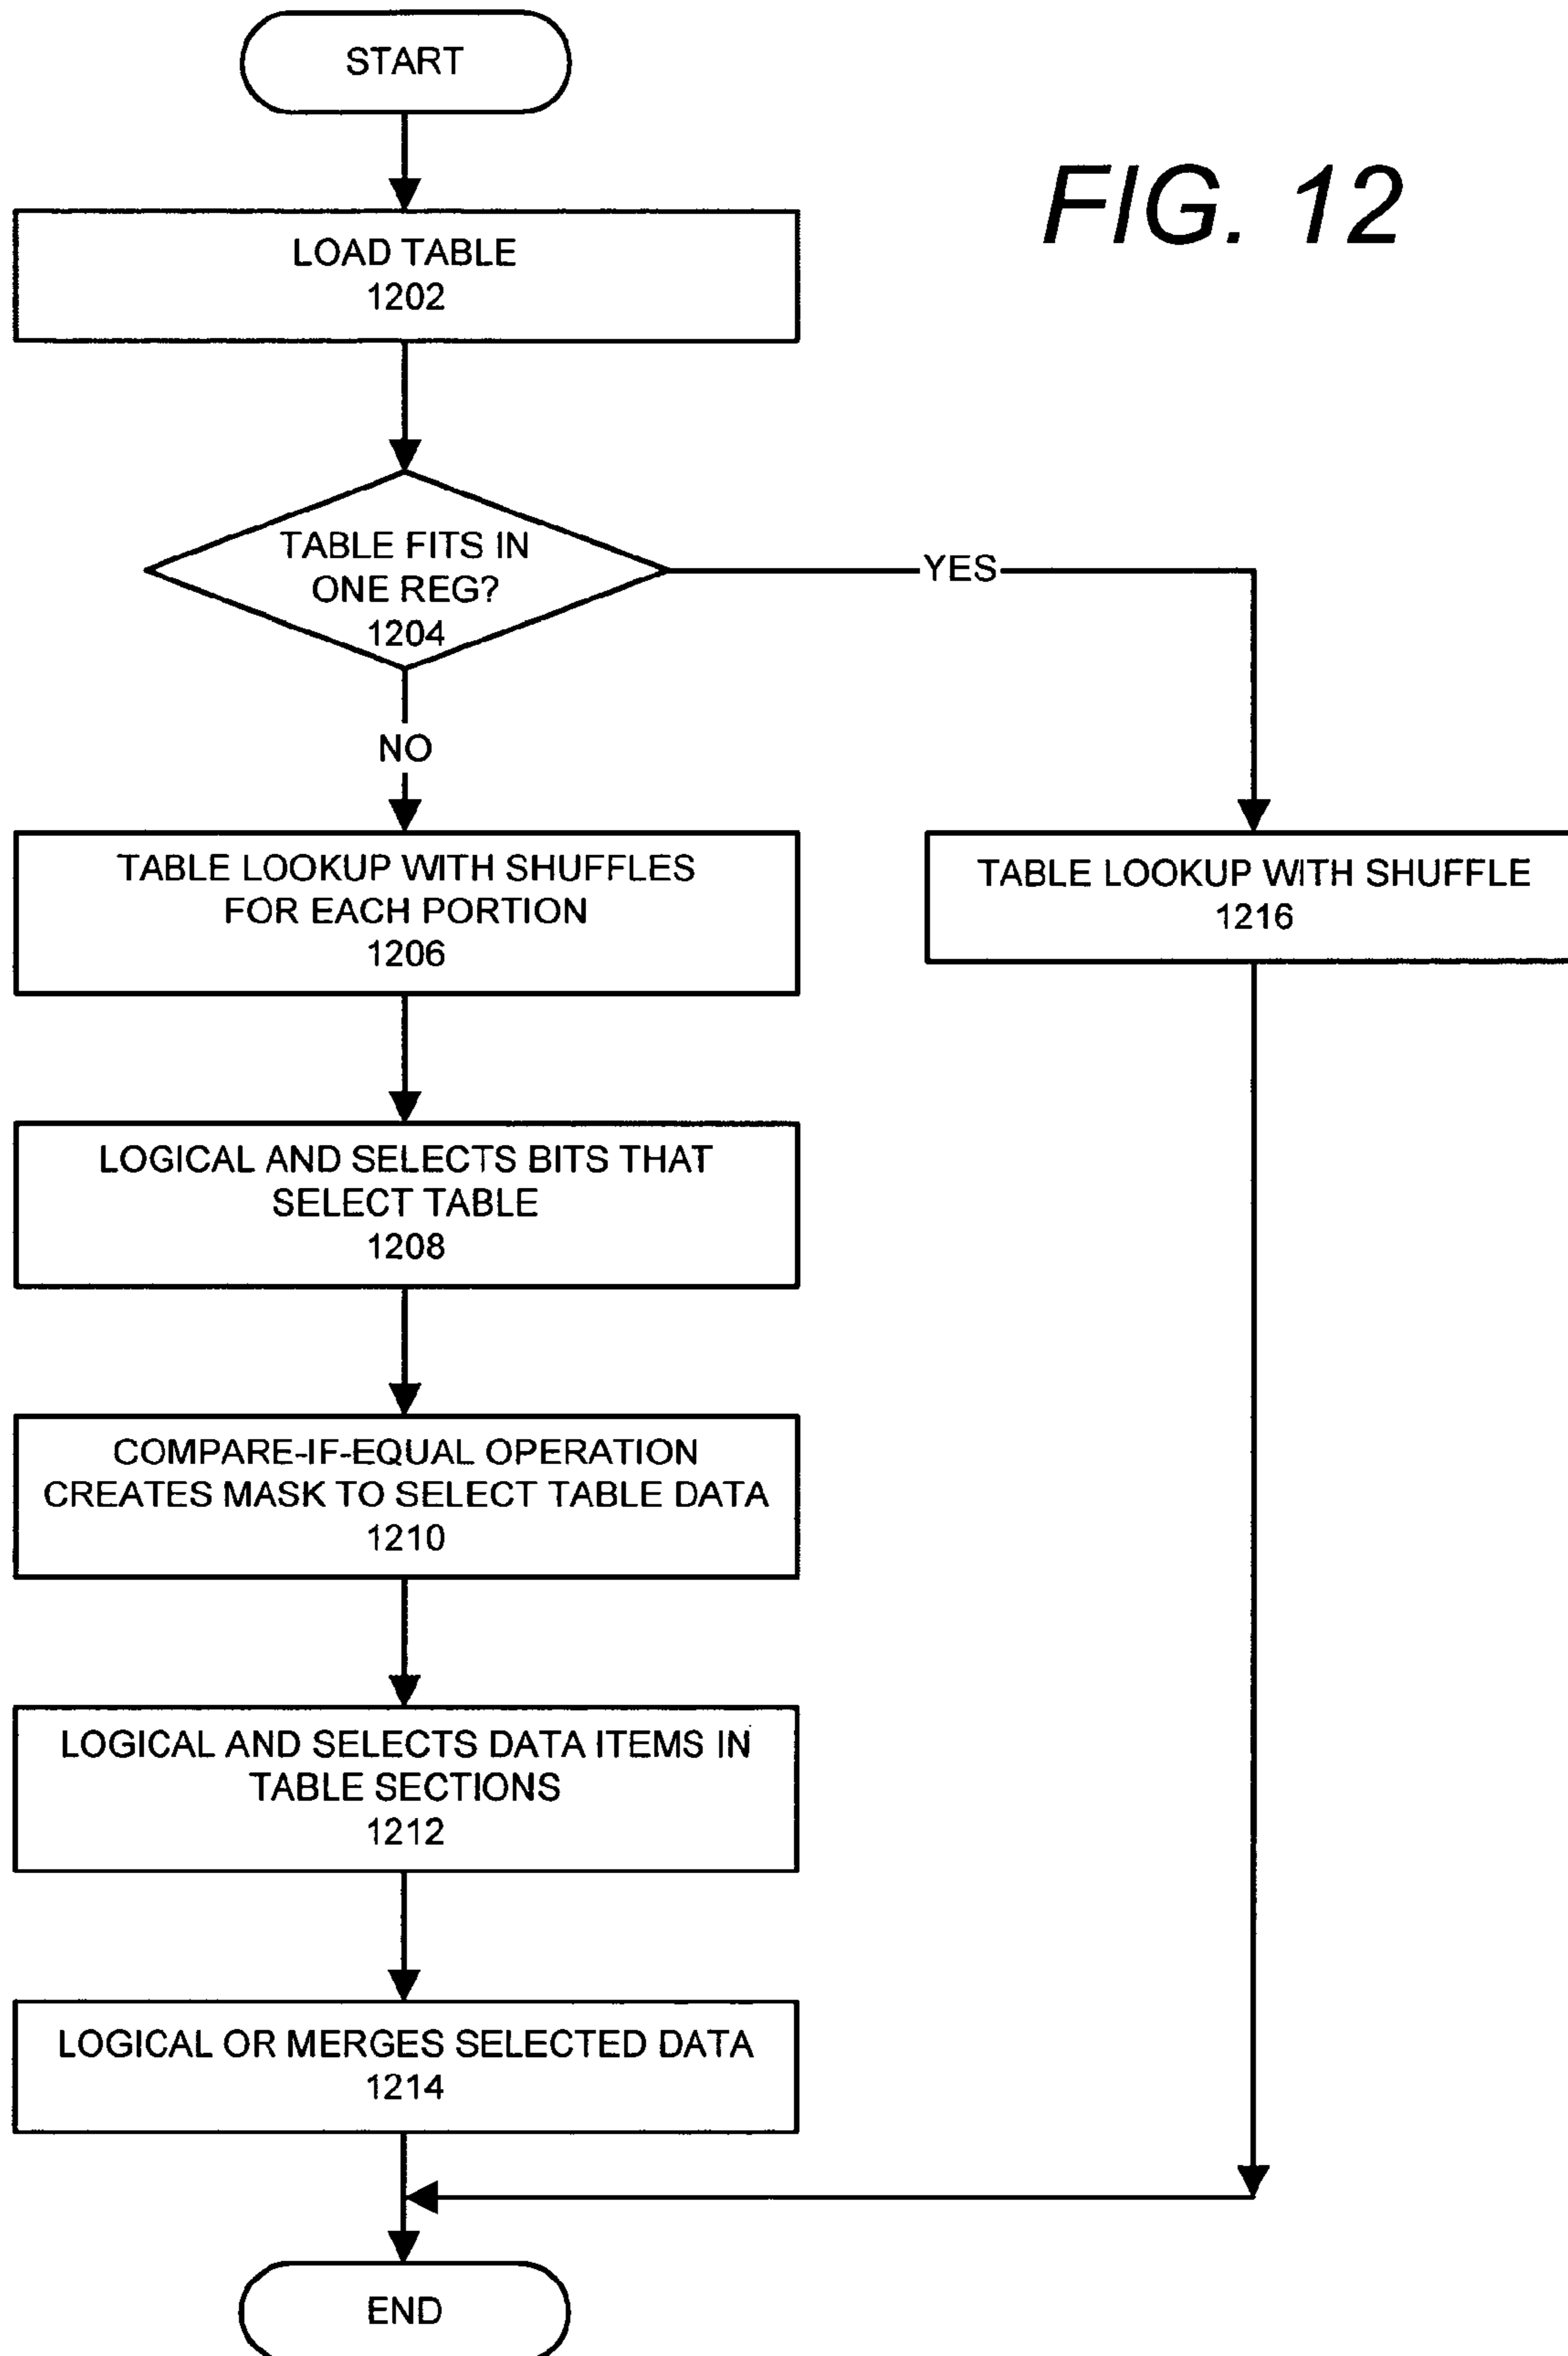 START
FIG. 12
LOAD TABLE
1202
TABLE FITS IN
ONE REG?
1204
YES
NO
TABLE LOOKUP WITH SHUFFLES
FOR EACH PORTION
1206
TABLE LOOKUP WITH SHUFFLE
1216
LOGICAL AND SELECTS BITS THAT
SELECT TABLE
1208
COMPARE-IF-EQUAL OPERATION
CREATES MASK TO SELECT TABLE DATA
1210
LOGICAL AND SELECTS DATA ITEMS IN
TABLE SECTIONS
1212
LOGICAL OR MERGES SELECTED DATA
1214
END